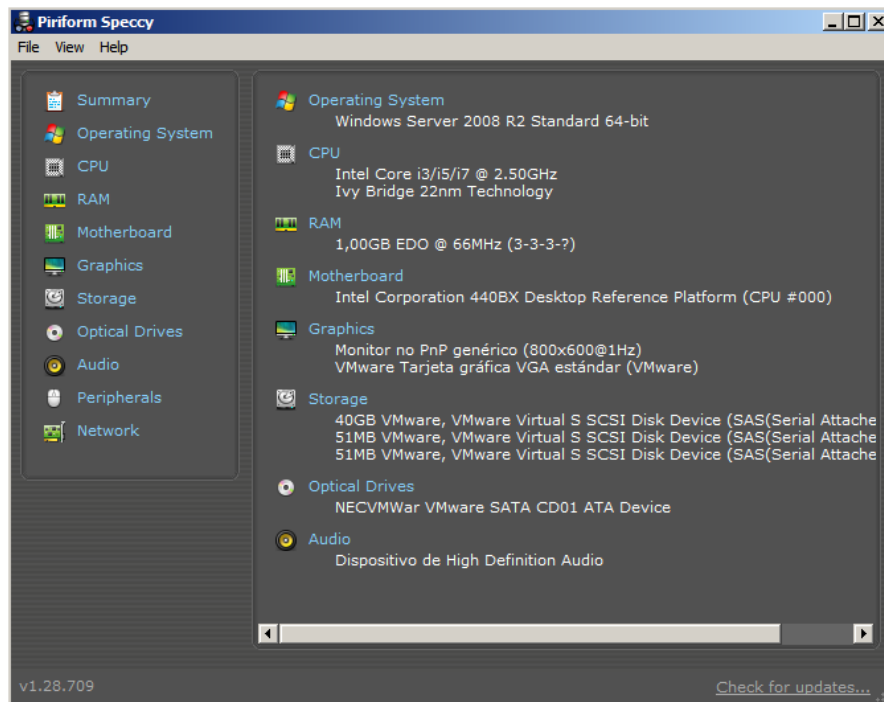 Piriform Speccy
File View Help
Summary
Operating System
CPU
RAM
Motherboard
Graphics
Storage
Optical Drives
Audio
Peripherals
Network
Operating System
Windows Server 2008 R2 Standard 64-bit
CPU
Intel Core i3/i5/i7 @ 2.50GHz
Ivy Bridge 22nm Technology
RAM
1,00GB EDO @ 66MHz (3-3-3-?)
Motherboard
Intel Corporation 440BX Desktop Reference Platform (CPU #000)
Graphics
Monitor no PnP genérico (800x600@1Hz)
VMware Tarjeta gráfica VGA estándar (VMware)
Storage
40GB VMware, VMware Virtual S SCSI Disk Device (SAS(Serial Attache
51MB VMware, VMware Virtual S SCSI Disk Device (SAS(Serial Attache
51MB VMware, VMware Virtual S SCSI Disk Device (SAS(Serial Attache
Optical Drives
NECVMWar VMware SATA CD01 ATA Device
Audio
Dispositivo de High Definition Audio
v1.28.709
Check for updates...